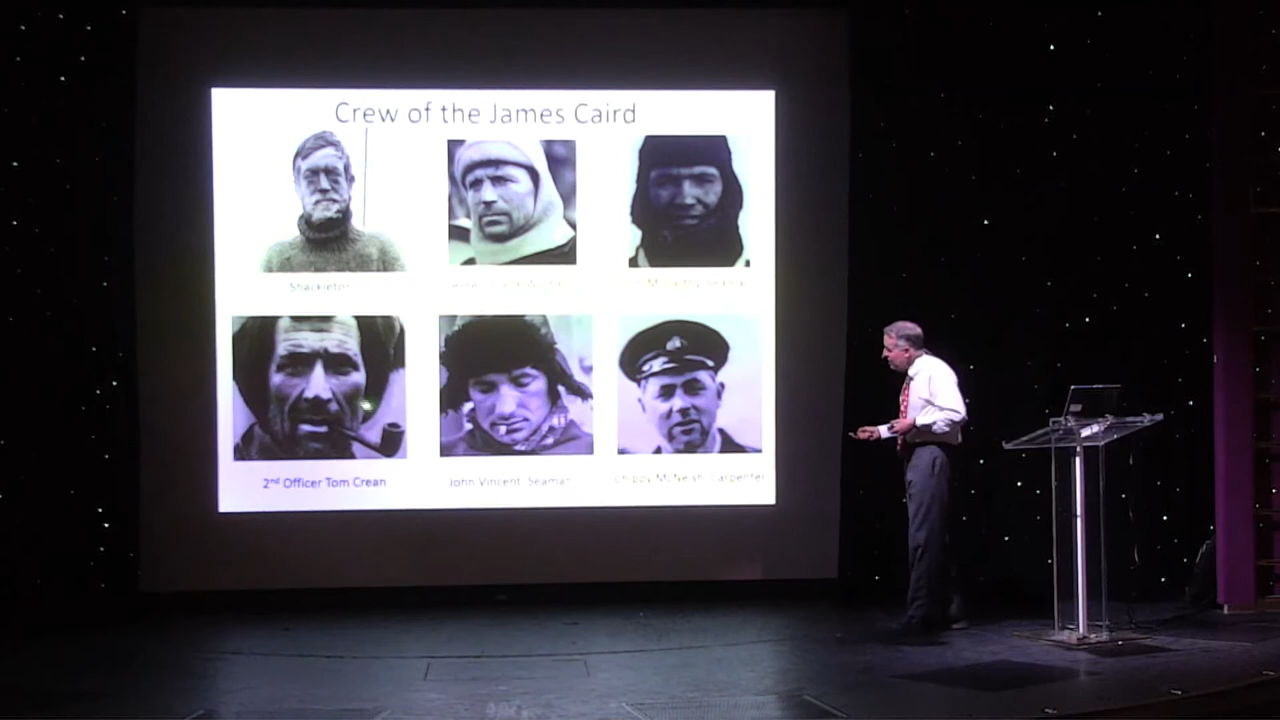 Crew of the James Caird
Shackleton
2nd Officer Tom Crean
John Vincent Seaman
Chippy McNeish Carpenter